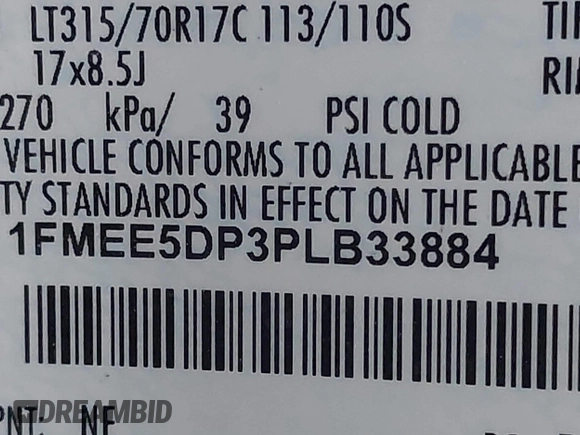 LT315/70R17C 113/110S
17x8.5J
270 kPa/ 39 PSI COLD
VEHICLE CONFORMS TO ALL APPLICABLE
TY STANDARDS IN EFFECT ON THE DATE
1FMEE5DP3PLB33884
DREAMBID